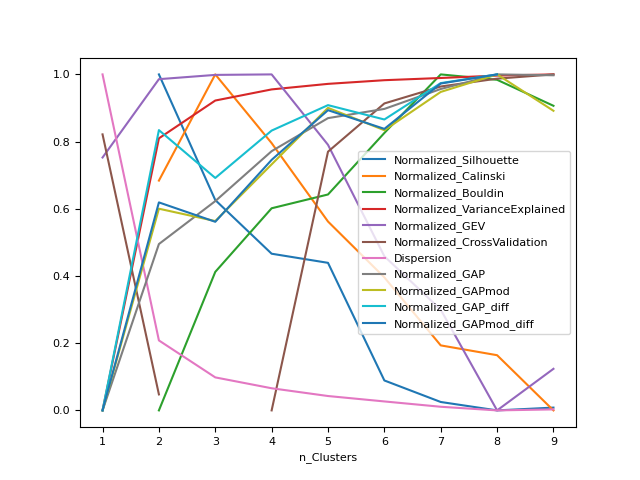 1.0
0.8
0.6
0.4
0.2
0.0
Normalized_Silhouette
Normalized_Calinski
Normalized_Bouldin
Normalized_VarianceExplained
Normalized_GEV
Normalized_CrossValidation
Dispersion
Normalized_GAP
Normalized_GAPmod
Normalized_GAP_diff
Normalized_GAPmod_diff
1 2 3 4 5 6 7 8 9
n_Clusters